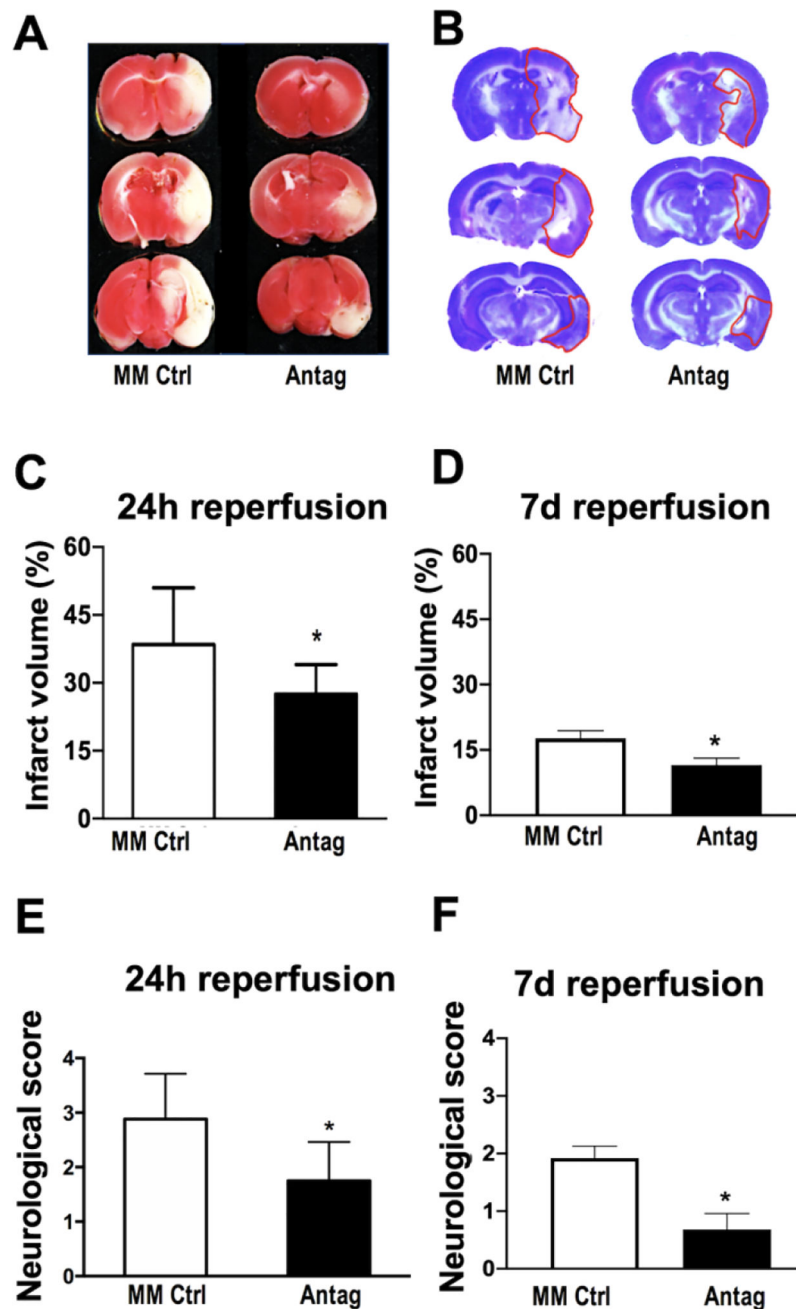 A
B
MM Ctrl
Antag
MM Ctrl
Antag
C
24h reperfusion
Infarct volume (%)
60
45
30
15
0
*
MM Ctrl
Antag
D
7d reperfusion
Infarct volume (%)
60
45
30
15
0
*
MM Ctrl
Antag
E
24h reperfusion
Neurological score
4
3
2
1
0
*
MM Ctrl
Antag
F
7d reperfusion
Neurological score
4
3
2
1
0
*
MM Ctrl
Antag